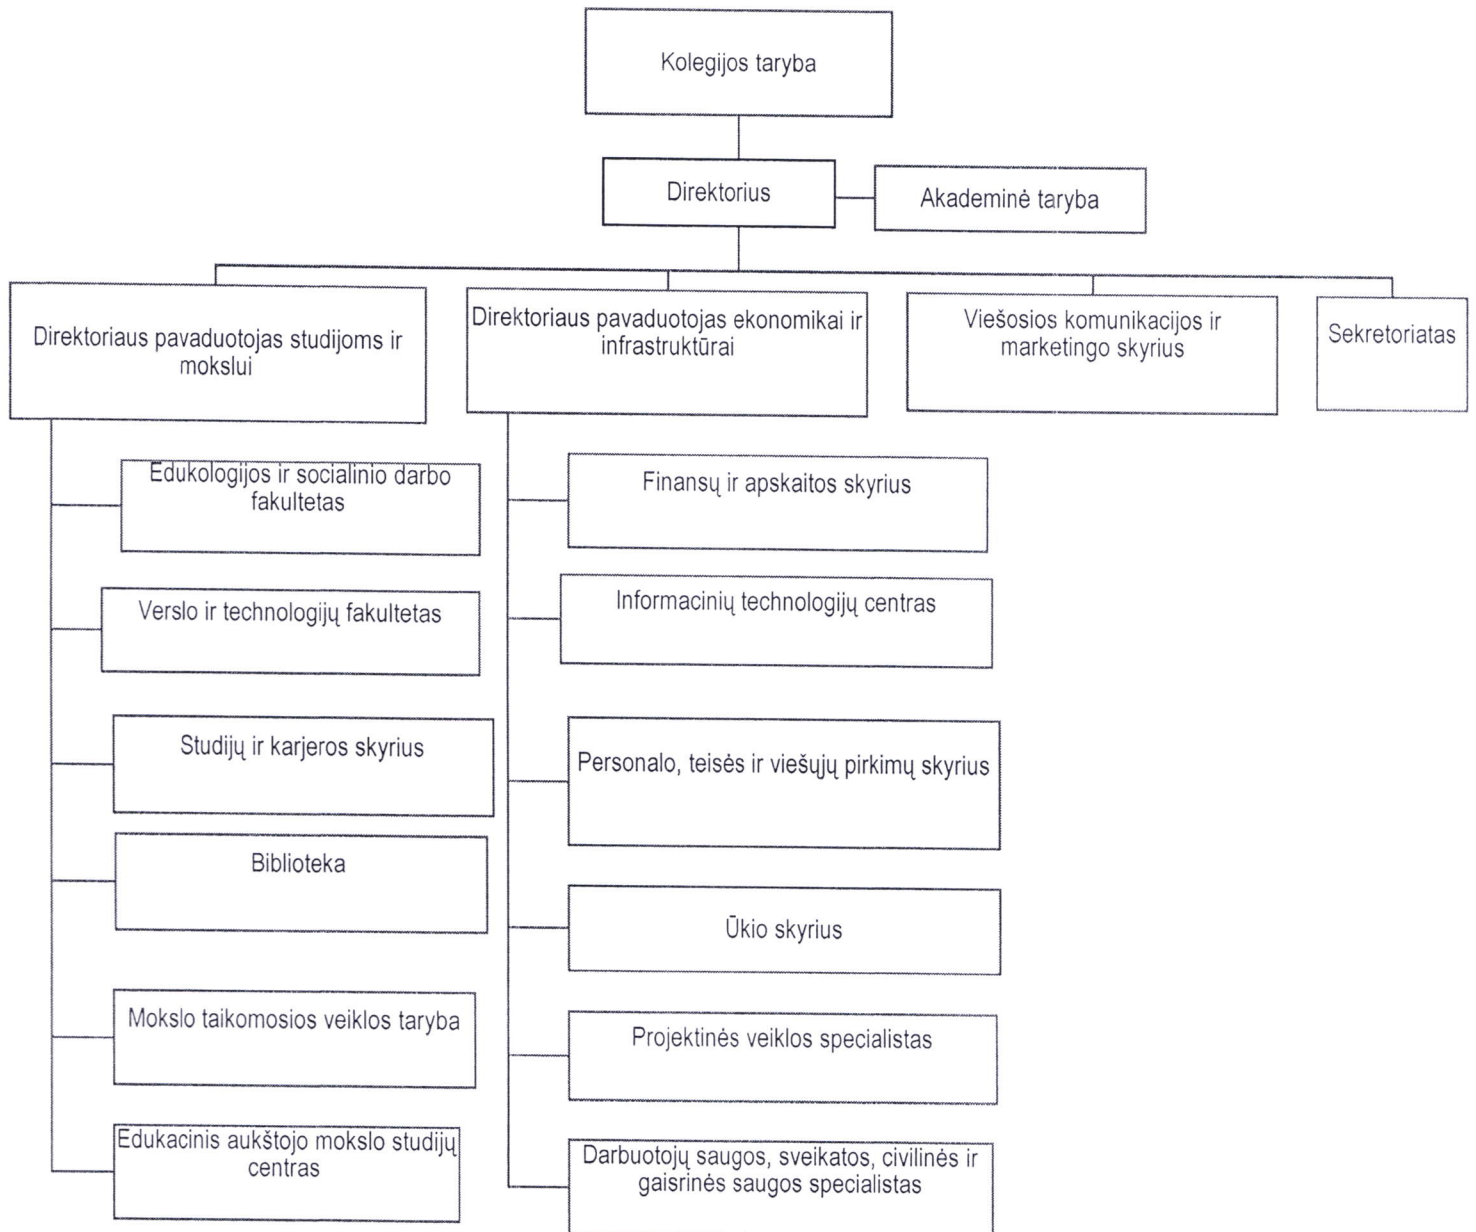 Kolegijos taryba
Direktorius
Akademinė taryba
Direktoriaus pavaduotojas studijoms ir
mokslui
Direktoriaus pavaduotojas ekonomikai ir
infrastruktūrai
Viešosios komunikacijos ir
marketingo skyrius
Sekretoriatas
Edukologijos ir socialinio darbo
fakultetas
Verslo ir technologijų fakultetas
Studijų ir karjeros skyrius
Biblioteka
Mokslo taikomosios veiklos taryba
Edukacinis aukštojo mokslo studijų
centras
Finansų ir apskaitos skyrius
Informacinių technologijų centras
Personalo, teisės ir viešųjų pirkimų skyrius
Ūkio skyrius
Projektinės veiklos specialistas
Darbuotojų saugos, sveikatos, civilinės ir
gaisrinės saugos specialistas